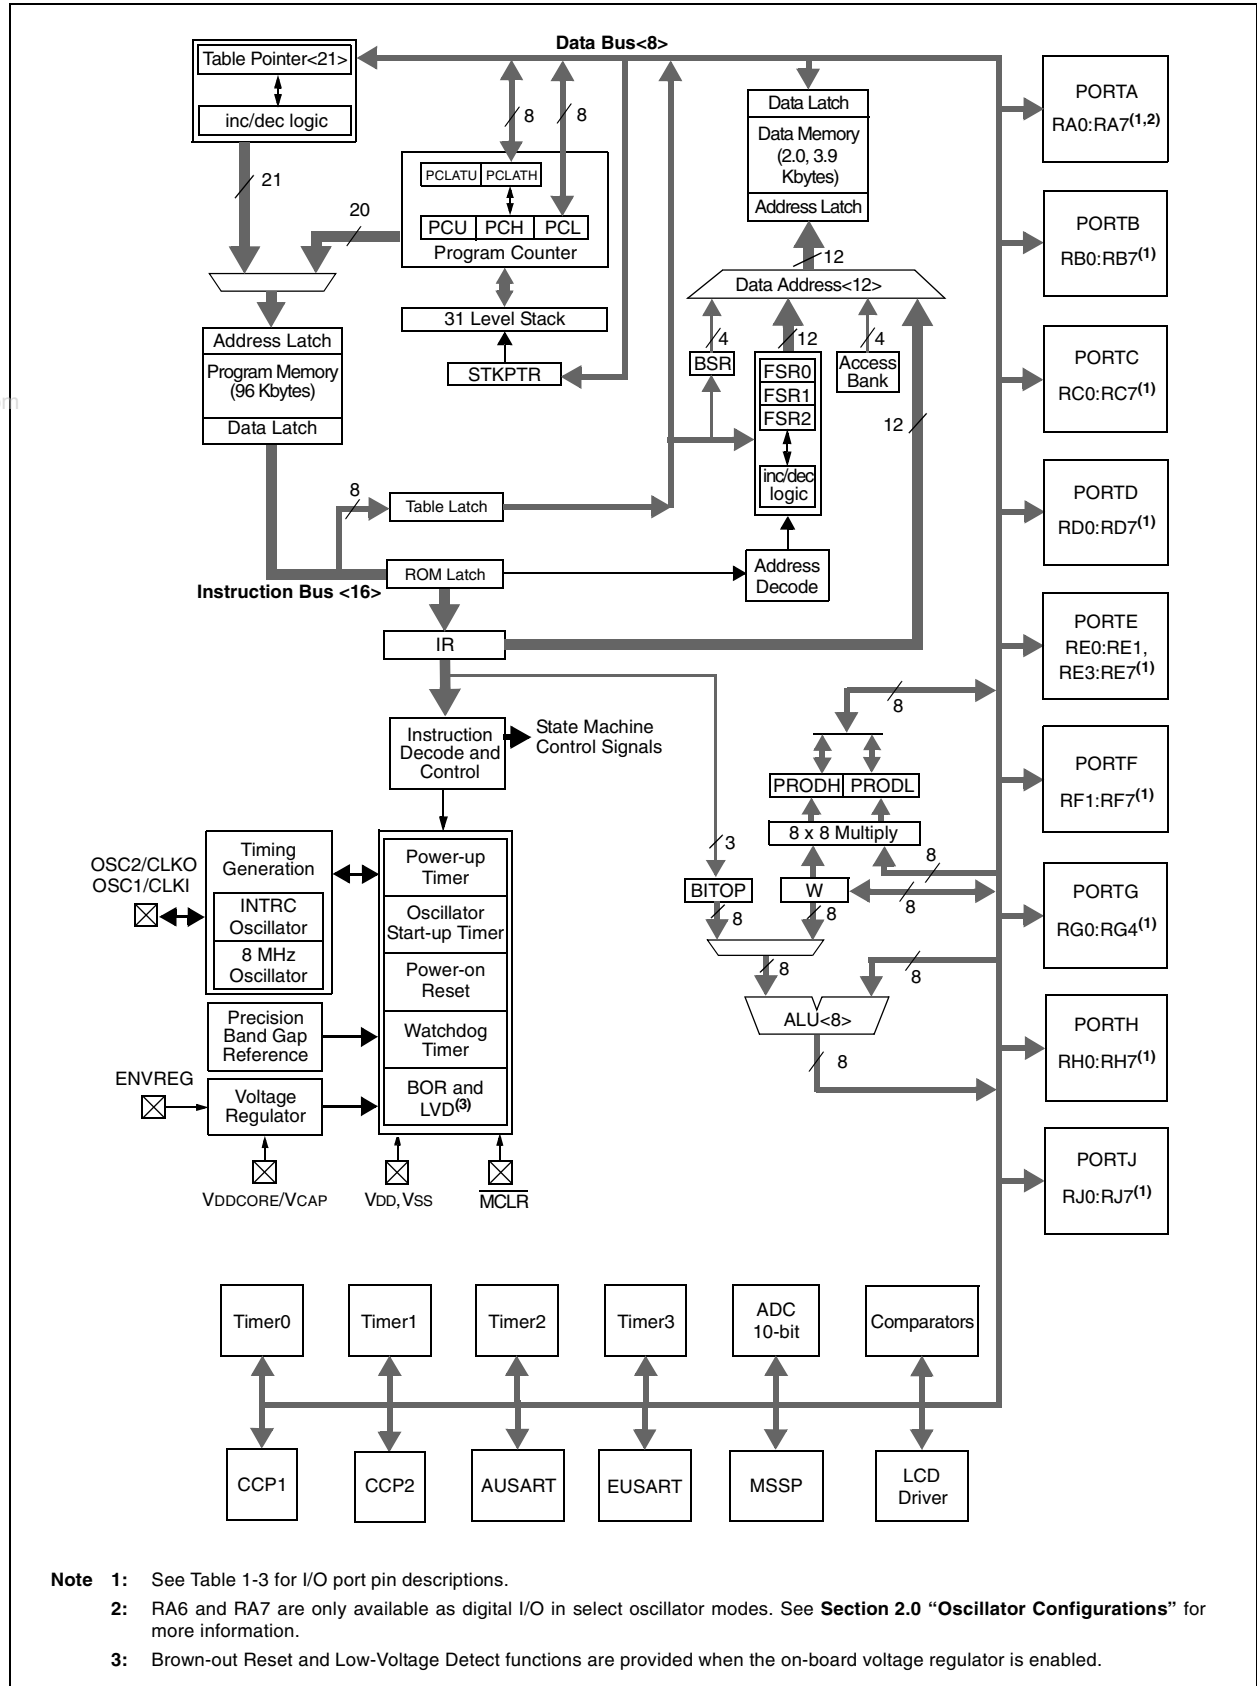 Data Bus<8>
Table Pointer<21>
inc/dec logic
21
20
8
8
PCLATU PCLATH
PCU PCH PCL
Program Counter
31 Level Stack
STKPTR
Data Latch
Data Memory
(2.0, 3.9
Kbytes)
Address Latch
12
Data Address<12>
4
12
4
BSR
FSR0
FSR1
FSR2
inc/dec
logic
Access
Bank
12
Address Latch
Program Memory
(96 Kbytes)
Data Latch
om
8
Table Latch
ROM Latch
Instruction Bus <16>
Address
Decode
IR
Instruction
Decode and
Control
State Machine
Control Signals
8
PRODH PRODL
8 x 8 Multiply
3
8
BITOP
W
8
8
8
8
8
ALU<8>
8
OSC2/CLKO
OSC1/CLKI
Timing
Generation
INTRC
Oscillator
8 MHz
Oscillator
Precision
Band Gap
Reference
ENVREG
Voltage
Regulator
Power-up
Timer
Oscillator
Start-up Timer
Power-on
Reset
Watchdog
Timer
BOR and
LVD(3)
VDDCORE/VCAP
VDD, VSS
MCLR
PORTA
RA0:RA7(1,2)
PORTB
RB0:RB7(1)
PORTC
RC0:RC7(1)
PORTD
RD0:RD7(1)
PORTE
RE0:RE1,
RE3:RE7(1)
PORTF
RF1:RF7(1)
PORTG
RG0:RG4(1)
PORTH
RH0:RH7(1)
PORTJ
RJ0:RJ7(1)
Timer0
Timer1
Timer2
Timer3
ADC
10-bit
Comparators
CCP1
CCP2
AUSART
EUSART
MSSP
LCD
Driver
Note 1: See Table 1-3 for I/O port pin descriptions.
2: RA6 and RA7 are only available as digital I/O in select oscillator modes. See Section 2.0 “Oscillator Configurations” for
more information.
3: Brown-out Reset and Low-Voltage Detect functions are provided when the on-board voltage regulator is enabled.